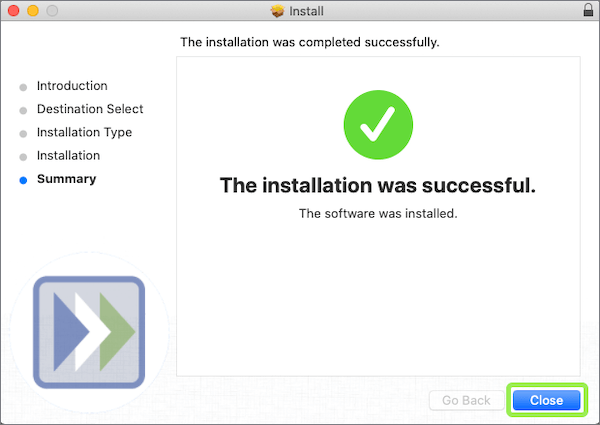 Install
The installation was completed successfully.
Introduction
Destination Select
Installation Type
Installation
Summary
The installation was successful.
The software was installed.
Go Back
Close